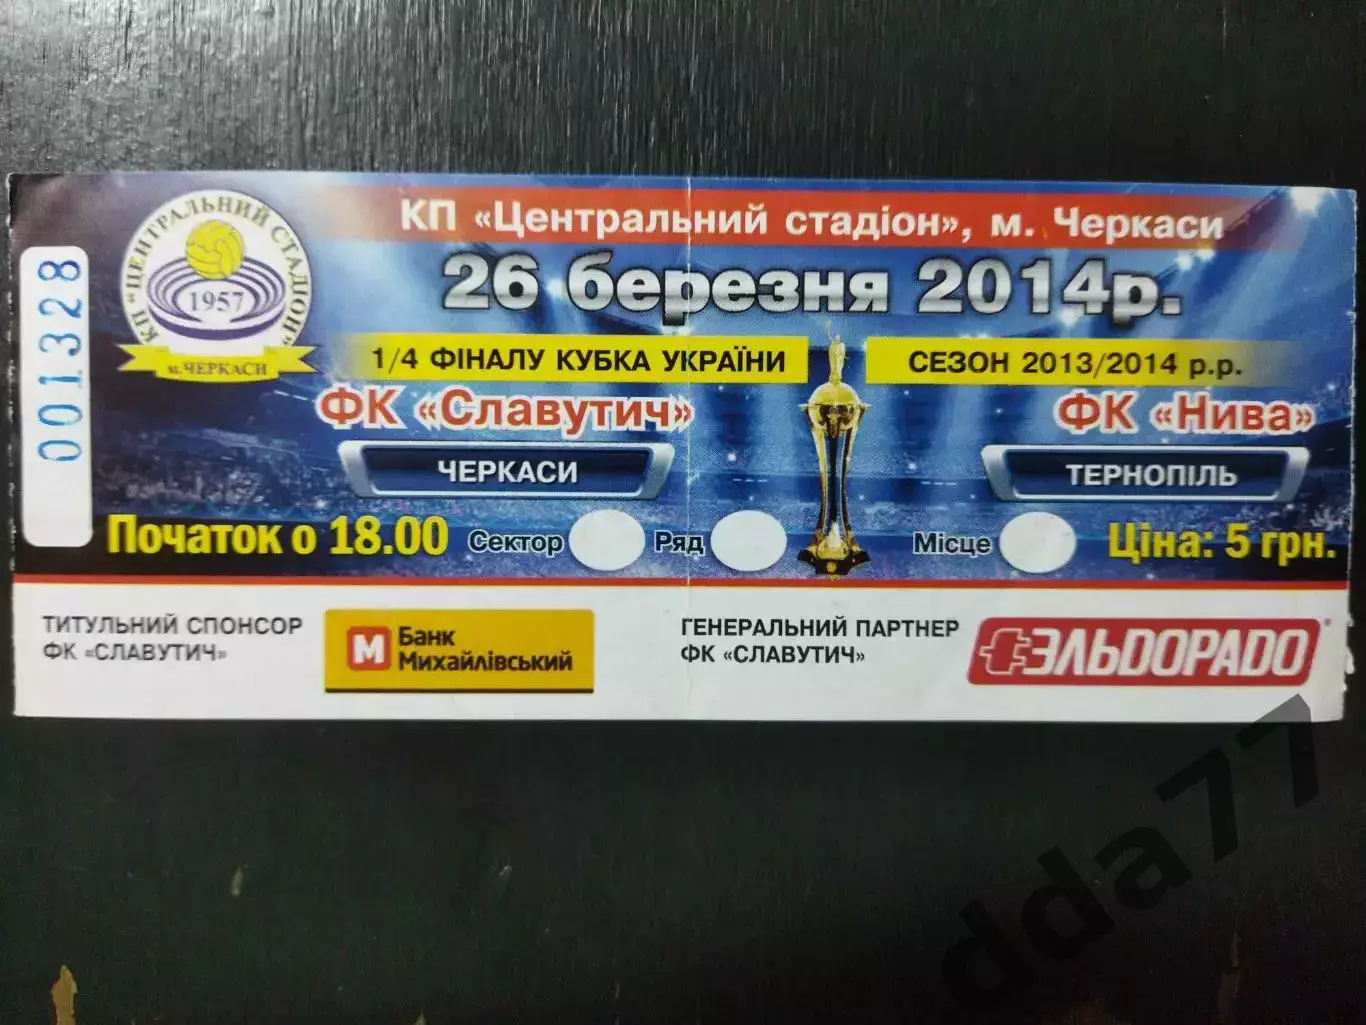 КП «Центральний стадіон», м. Черкаси
КП "ЦЕНТРАЛЬНИЙ СТАДІОН"
1957
м.ЧЕРКАСИ
001328
26 березня 2014р.
1/4 ФІНАЛУ КУБКА УКРАЇНИ
СЕЗОН 2013/2014 р.р.
ФК «Славутич»
ФК «Нива»
ЧЕРКАСИ
ТЕРНОПІЛЬ
Початок о 18.00 Сектор Ряд Місце Ціна: 5 грн.
ТИТУЛЬНИЙ СПОНСОР
ФК «СЛАВУТИЧ»
М Банк
Михайлівський
ГЕНЕРАЛЬНИЙ ПАРТНЕР
ФК «СЛАВУТИЧ»
ЭЛЬDОРАDО®
dda77